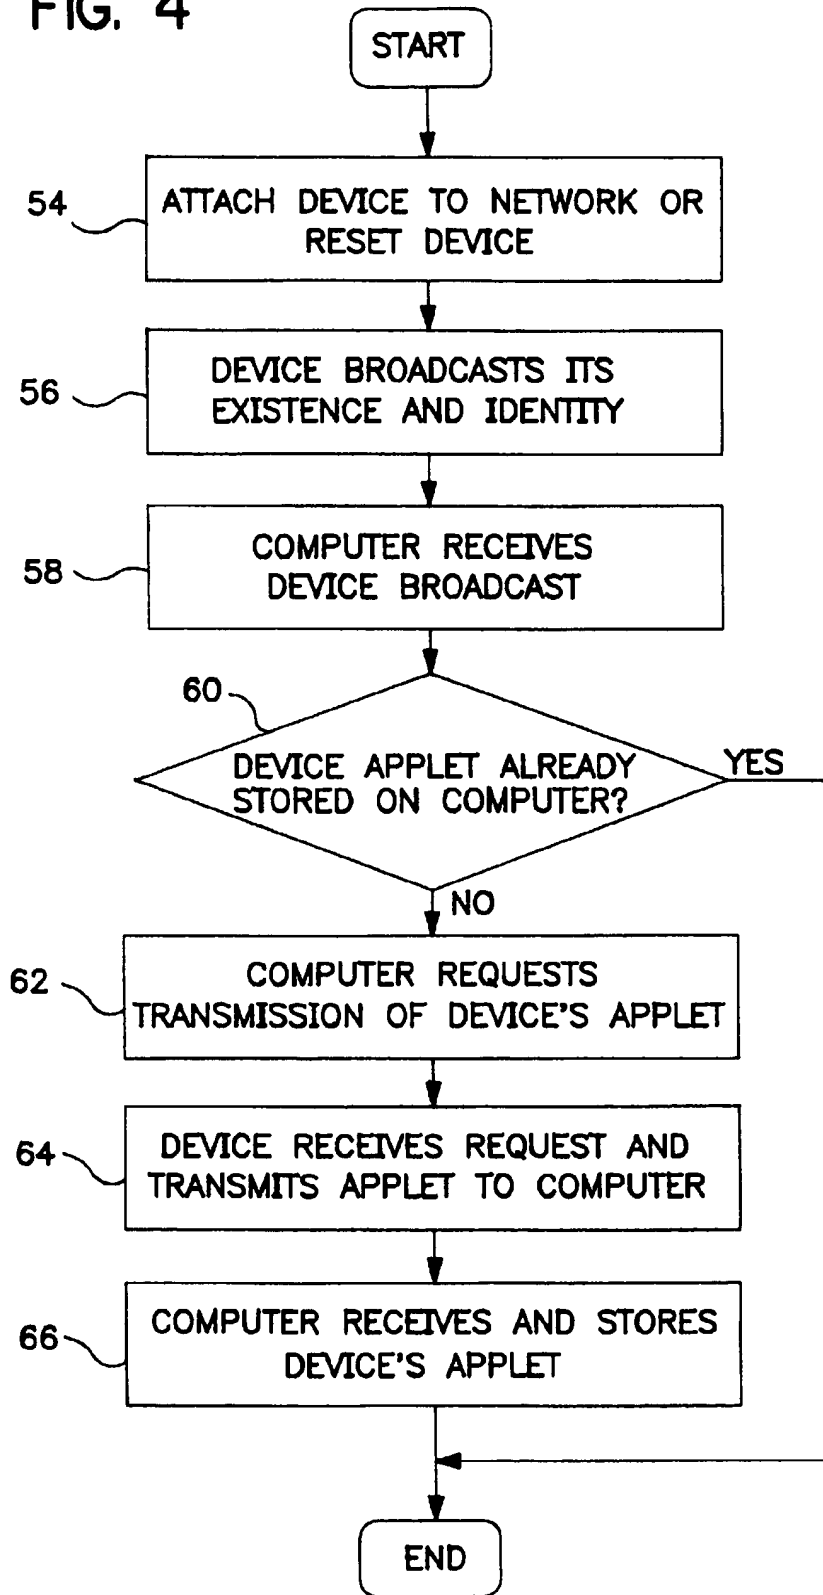 FIG. 4
START
54
ATTACH DEVICE TO NETWORK OR
RESET DEVICE
56
DEVICE BROADCASTS ITS
EXISTENCE AND IDENTITY
58
COMPUTER RECEIVES
DEVICE BROADCAST
60
DEVICE APPLET ALREADY
STORED ON COMPUTER?
YES
NO
62
COMPUTER REQUESTS
TRANSMISSION OF DEVICE'S APPLET
64
DEVICE RECEIVES REQUEST AND
TRANSMITS APPLET TO COMPUTER
66
COMPUTER RECEIVES AND STORES
DEVICE'S APPLET
END